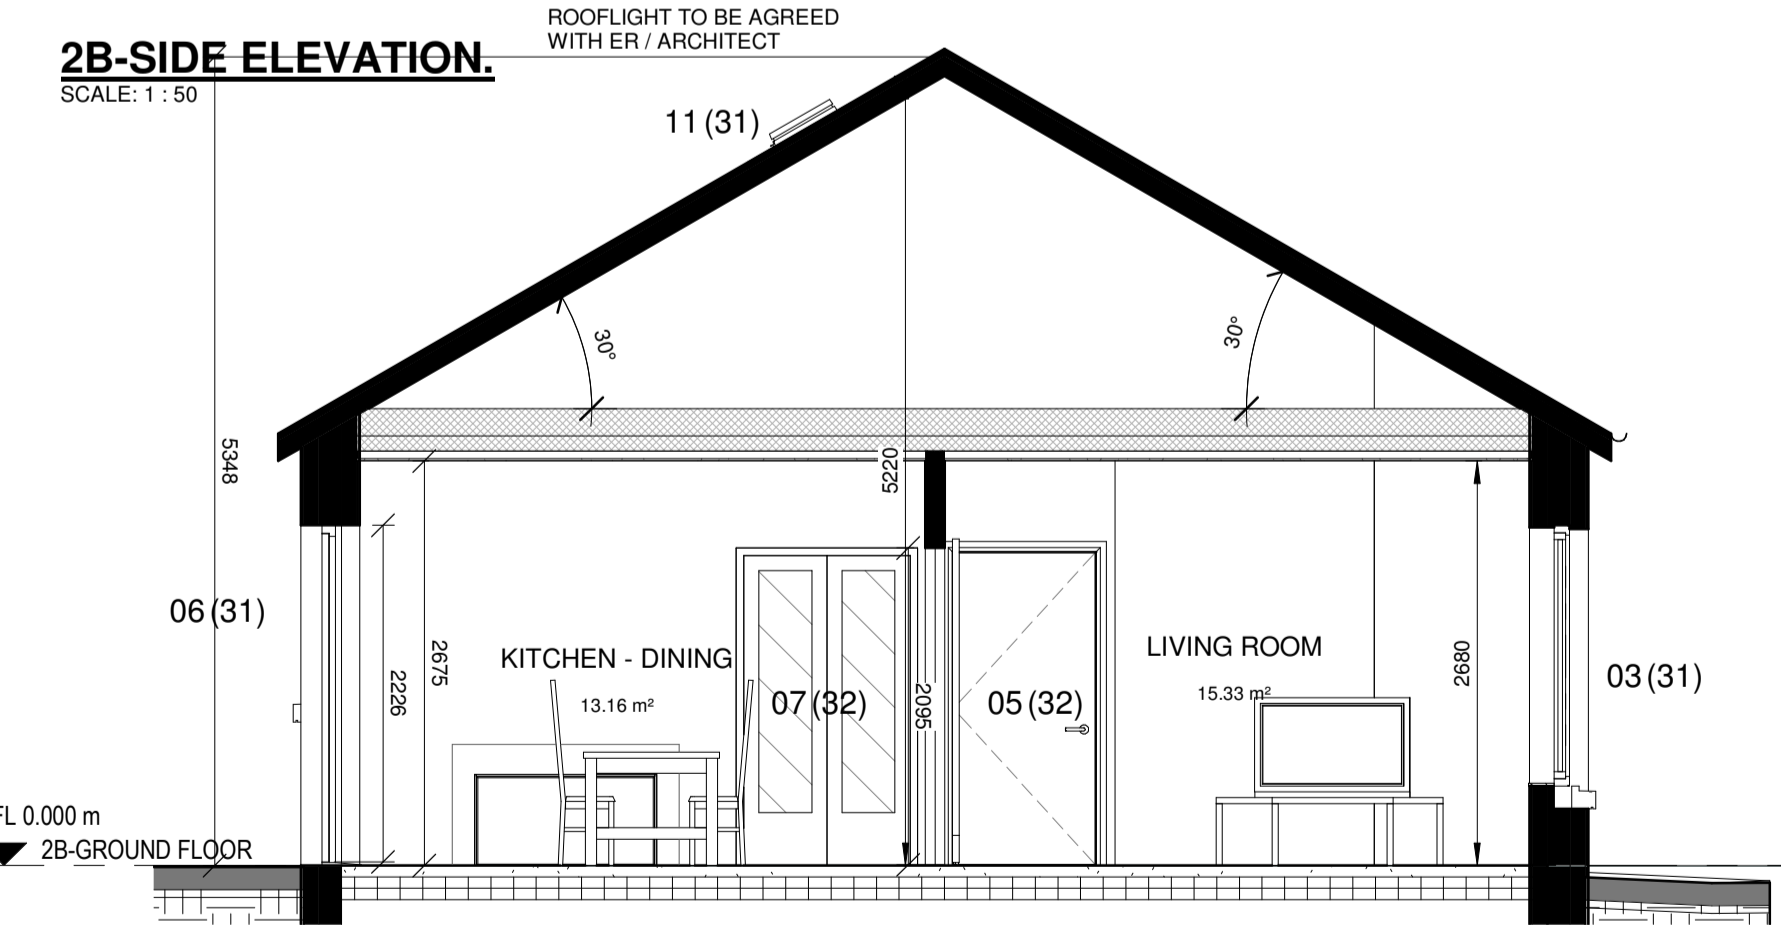 ROOFLIGHT TO BE AGREED
WITH ER / ARCHITECT
2B-SIDE ELEVATION.
SCALE: 1 : 50
11 (31)
30°
30°
5348
5220
06 (31)
2226
2675
KITCHEN - DINING
13.16 m²
07 (32)
2095
05 (32)
LIVING ROOM
15.33 m²
2680
03 (31)
FL 0.000 m
2B-GROUND FLOOR